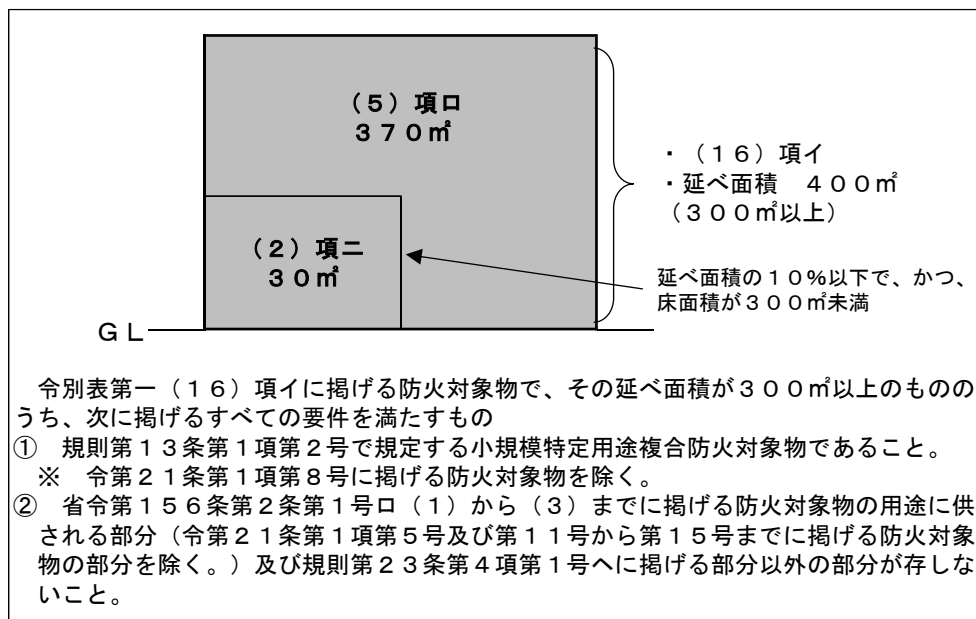 (5)項ロ
370㎡
・(16)項イ
・延べ面積 400㎡
(300㎡以上)
(2)項ニ
30㎡
延べ面積の10%以下で、かつ、
床面積が300㎡未満
GL
令別表第一(16)項イに掲げる防火対象物で、その延べ面積が300㎡以上のものの
うち、次に掲げるすべての要件を満たすもの
① 規則第13条第1項第2号で規定する小規模特定用途複合防火対象物であること。
※ 令第21条第1項第8号に掲げる防火対象物を除く。
② 省令第156条第2条第1号ロ(1)から(3)までに掲げる防火対象物の用途に供
される部分(令第21条第1項第5号及び第11号から第15号までに掲げる防火対象
物の部分を除く。)及び規則第23条第4項第1号ヘに掲げる部分以外の部分が存しな
いこと。